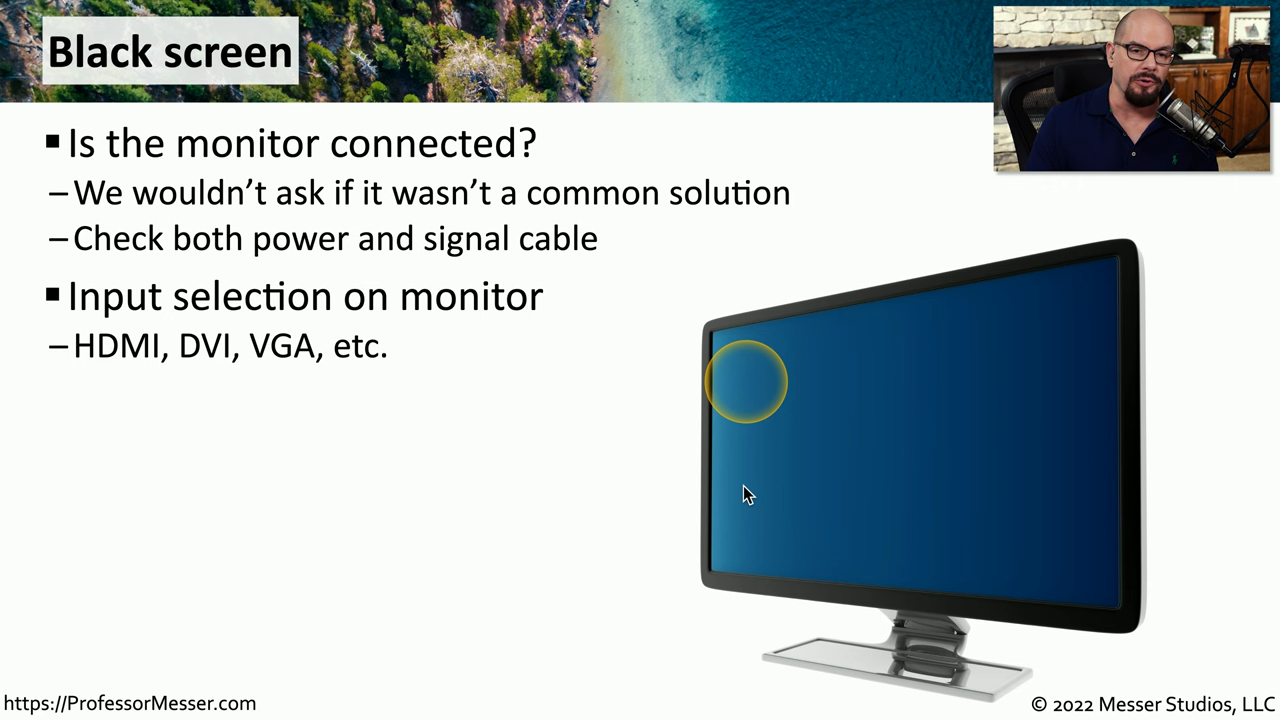 Black screen
▪ Is the monitor connected?
– We wouldn't ask if it wasn't a common solution
– Check both power and signal cable
▪ Input selection on monitor
– HDMI, DVI, VGA, etc.
https://ProfessorMesser.com
© 2022 Messer Studios, LLC